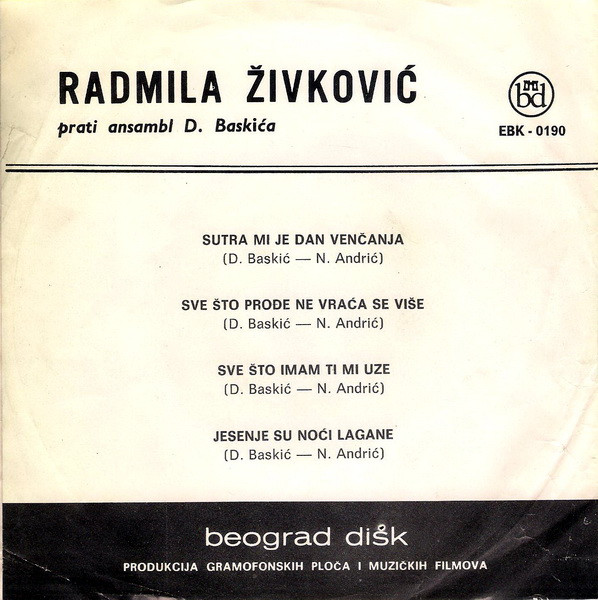 RADMILA ŽIVKOVIĆ
prati ansambl D. Baskića
bd
EBK - 0190
SUTRA MI JE DAN VENČANJA
(D. Baskić — N. Andrić)
SVE ŠTO PROĐE NE VRAĆA SE VIŠE
(D. Baskić — N. Andrić)
SVE ŠTO IMAM TI MI UZE
(D. Baskić — N. Andrić)
JESENJE SU NOĆI LAGANE
(D. Baskić — N. Andrić)
beograd dišk
PRODUKCIJA GRAMOFONSKIH PLOČA I MUZIČKIH FILMOVA